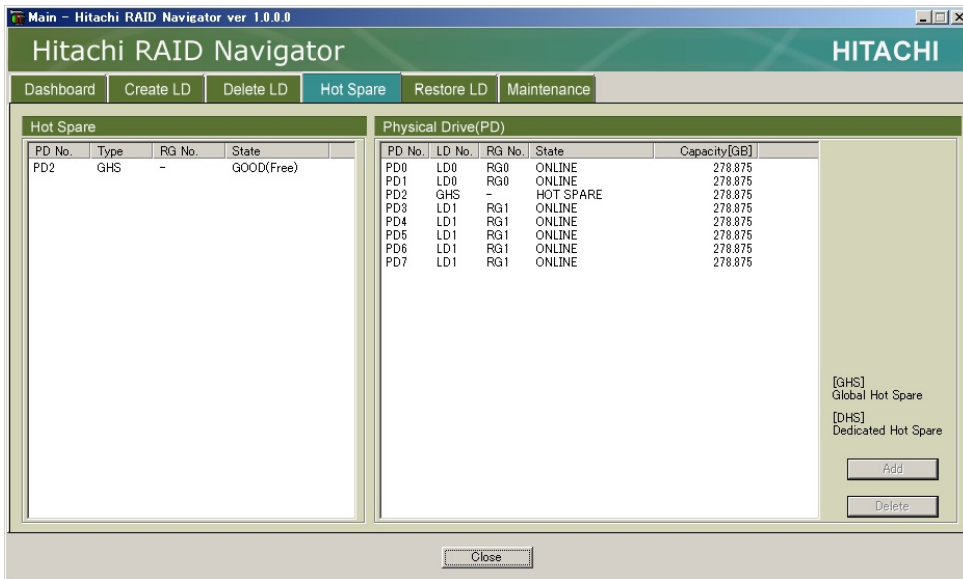 Main - Hitachi RAID Navigator ver 1.0.0.0
Hitachi RAID Navigator
HITACHI
Dashboard Create LD Delete LD Hot Spare Restore LD Maintenance
Hot Spare
PD No. Type RG No. State
PD2 GHS - GOOD(Free)
Physical Drive(PD)
PD No. LD No. RG No. State Capacity[GB]
PD0 LD0 RG0 ONLINE 278.875
PD1 LD0 RG0 ONLINE 278.875
PD2 GHS - HOT SPARE 278.875
PD3 LD1 RG1 ONLINE 278.875
PD4 LD1 RG1 ONLINE 278.875
PD5 LD1 RG1 ONLINE 278.875
PD6 LD1 RG1 ONLINE 278.875
PD7 LD1 RG1 ONLINE 278.875
[GHS]
Global Hot Spare
[DHS]
Dedicated Hot Spare
Add
Delete
Close